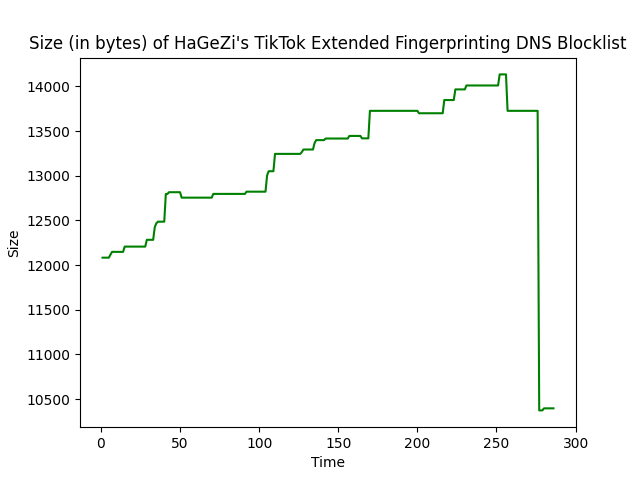 Size (in bytes) of HaGeZi's TikTok Extended Fingerprinting DNS Blocklist
14000
13500
13000
12500
12000
11500
11000
10500
Size
0 50 100 150 200 250 300
Time